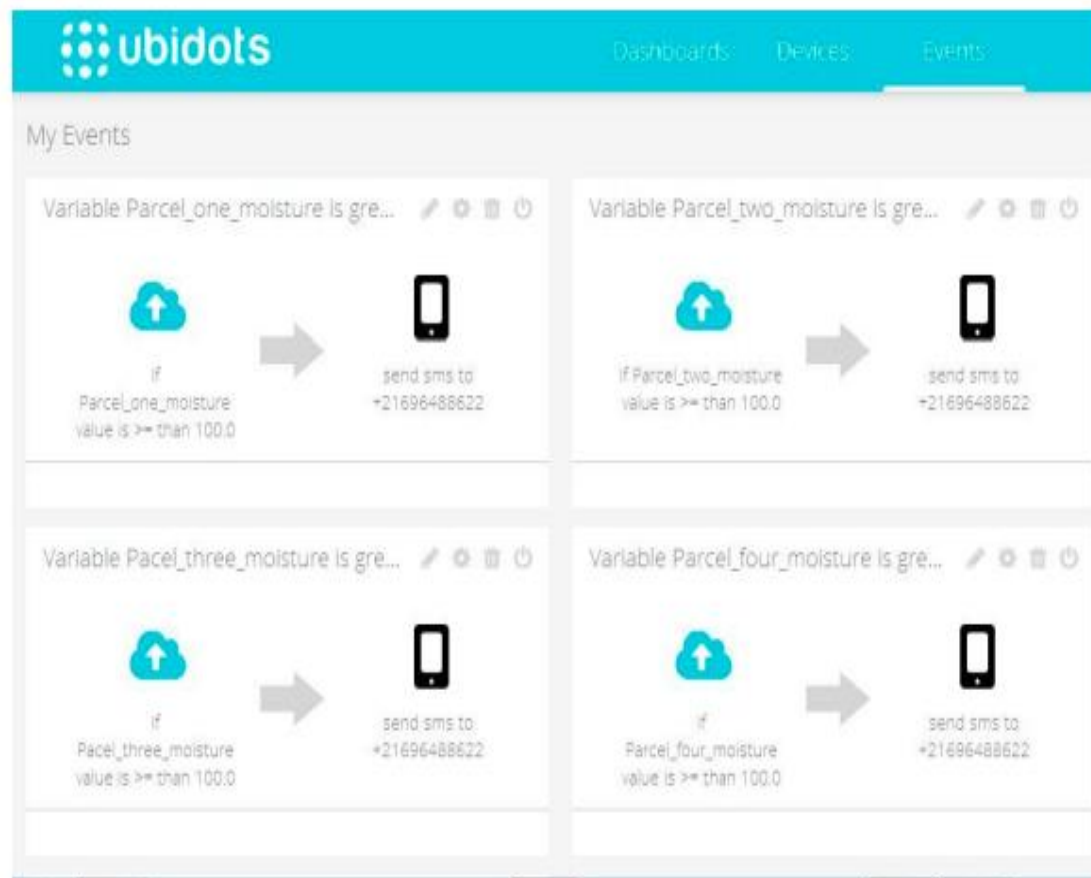 ubidots
Dashboards Devices Events
My Events
Variable Parcel_one_moisture is gre...
if
Parcel_one_moisture
value is >= than 100.0
send sms to
+21696488622
Variable Parcel_two_moisture is gre...
if Parcel_two_moisture
value is >= than 100.0
send sms to
+21696488622
Variable Pacel_three_moisture is gre...
if
Pacel_three_moisture
value is >= than 100.0
send sms to
+21696488622
Variable Parcel_four_moisture is gre...
if
Parcel_four_moisture
value is >= than 100.0
send sms to
+21696488622